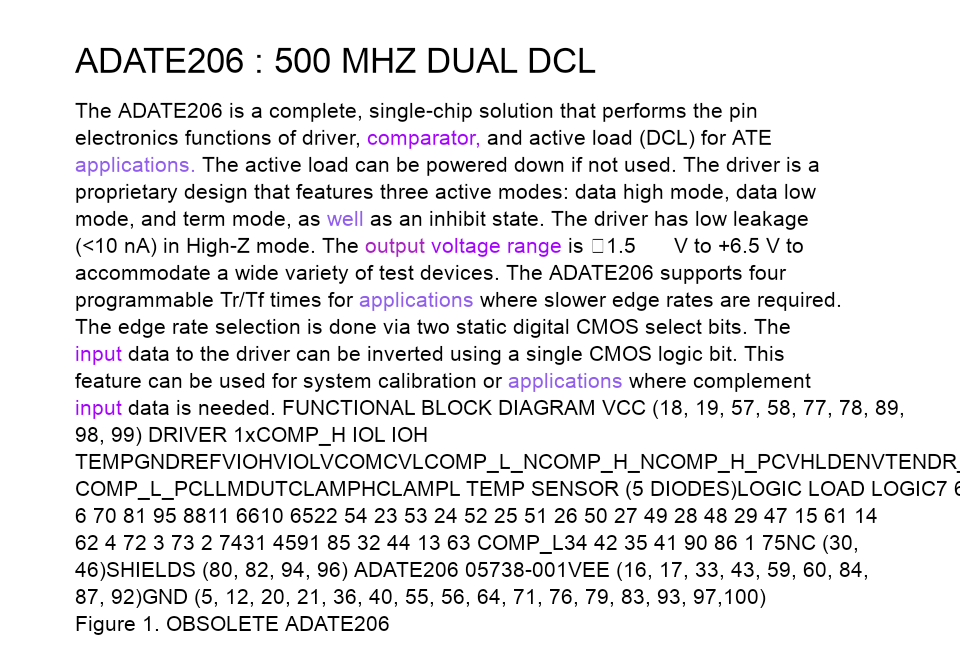 ADATE206 : 500 MHZ DUAL DCL
The ADATE206 is a complete, single-chip solution that performs the pin
electronics functions of driver, comparator, and active load (DCL) for ATE
applications. The active load can be powered down if not used. The driver is a
proprietary design that features three active modes: data high mode, data low
mode, and term mode, as well as an inhibit state. The driver has low leakage
(<10 nA) in High-Z mode. The output voltage range is □1.5 V to +6.5 V to
accommodate a wide variety of test devices. The ADATE206 supports four
programmable Tr/Tf times for applications where slower edge rates are required.
The edge rate selection is done via two static digital CMOS select bits. The
input data to the driver can be inverted using a single CMOS logic bit. This
feature can be used for system calibration or applications where complement
input data is needed. FUNCTIONAL BLOCK DIAGRAM VCC (18, 19, 57, 58, 77, 78, 89,
98, 99) DRIVER 1xCOMP_H IOL IOH
TEMPGNDREFVIOHVIOLVCOMCVLCOMP_L_NCOMP_H_NCOMP_H_PCVHLDENVTENDR_
COMP_L_PCLLMDUTCLAMPHCLAMPL TEMP SENSOR (5 DIODES)LOGIC LOAD LOGIC7 6
6 70 81 95 8811 6610 6522 54 23 53 24 52 25 51 26 50 27 49 28 48 29 47 15 61 14
62 4 72 3 73 2 7431 4591 85 32 44 13 63 COMP_L34 42 35 41 90 86 1 75NC (30,
46)SHIELDS (80, 82, 94, 96) ADATE206 05738-001VEE (16, 17, 33, 43, 59, 60, 84,
87, 92)GND (5, 12, 20, 21, 36, 40, 55, 56, 64, 71, 76, 79, 83, 93, 97,100)
Figure 1. OBSOLETE ADATE206